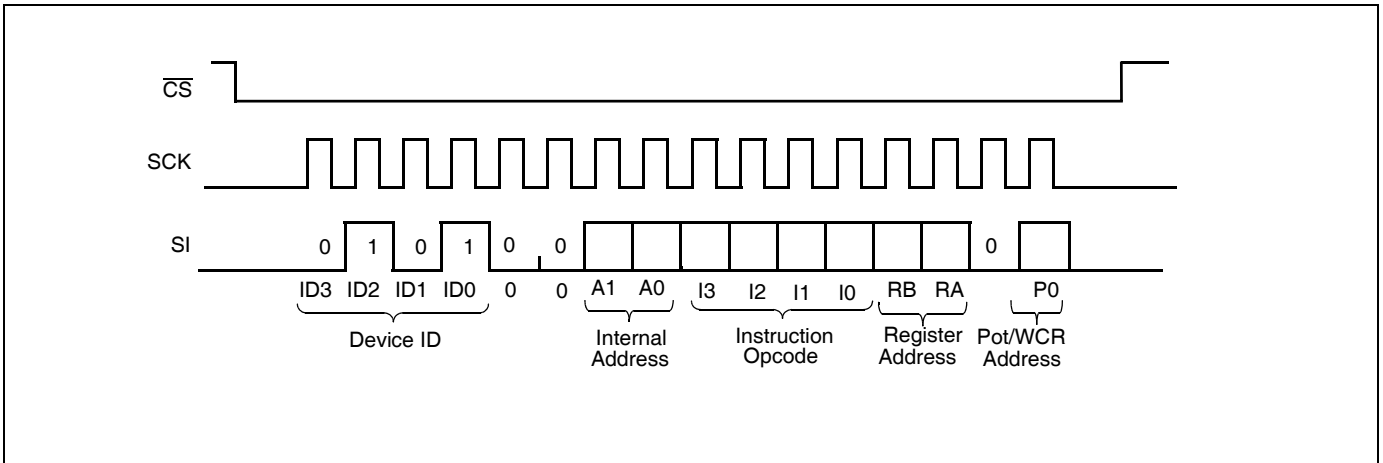 CS
SCK
SI 0 1 0 1 0 0 0
ID3 ID2 ID1 ID0 0 0 A1 A0 I3 I2 I1 I0 RB RA P0
Device ID Internal Address Instruction Opcode Register Address Pot/WCR Address